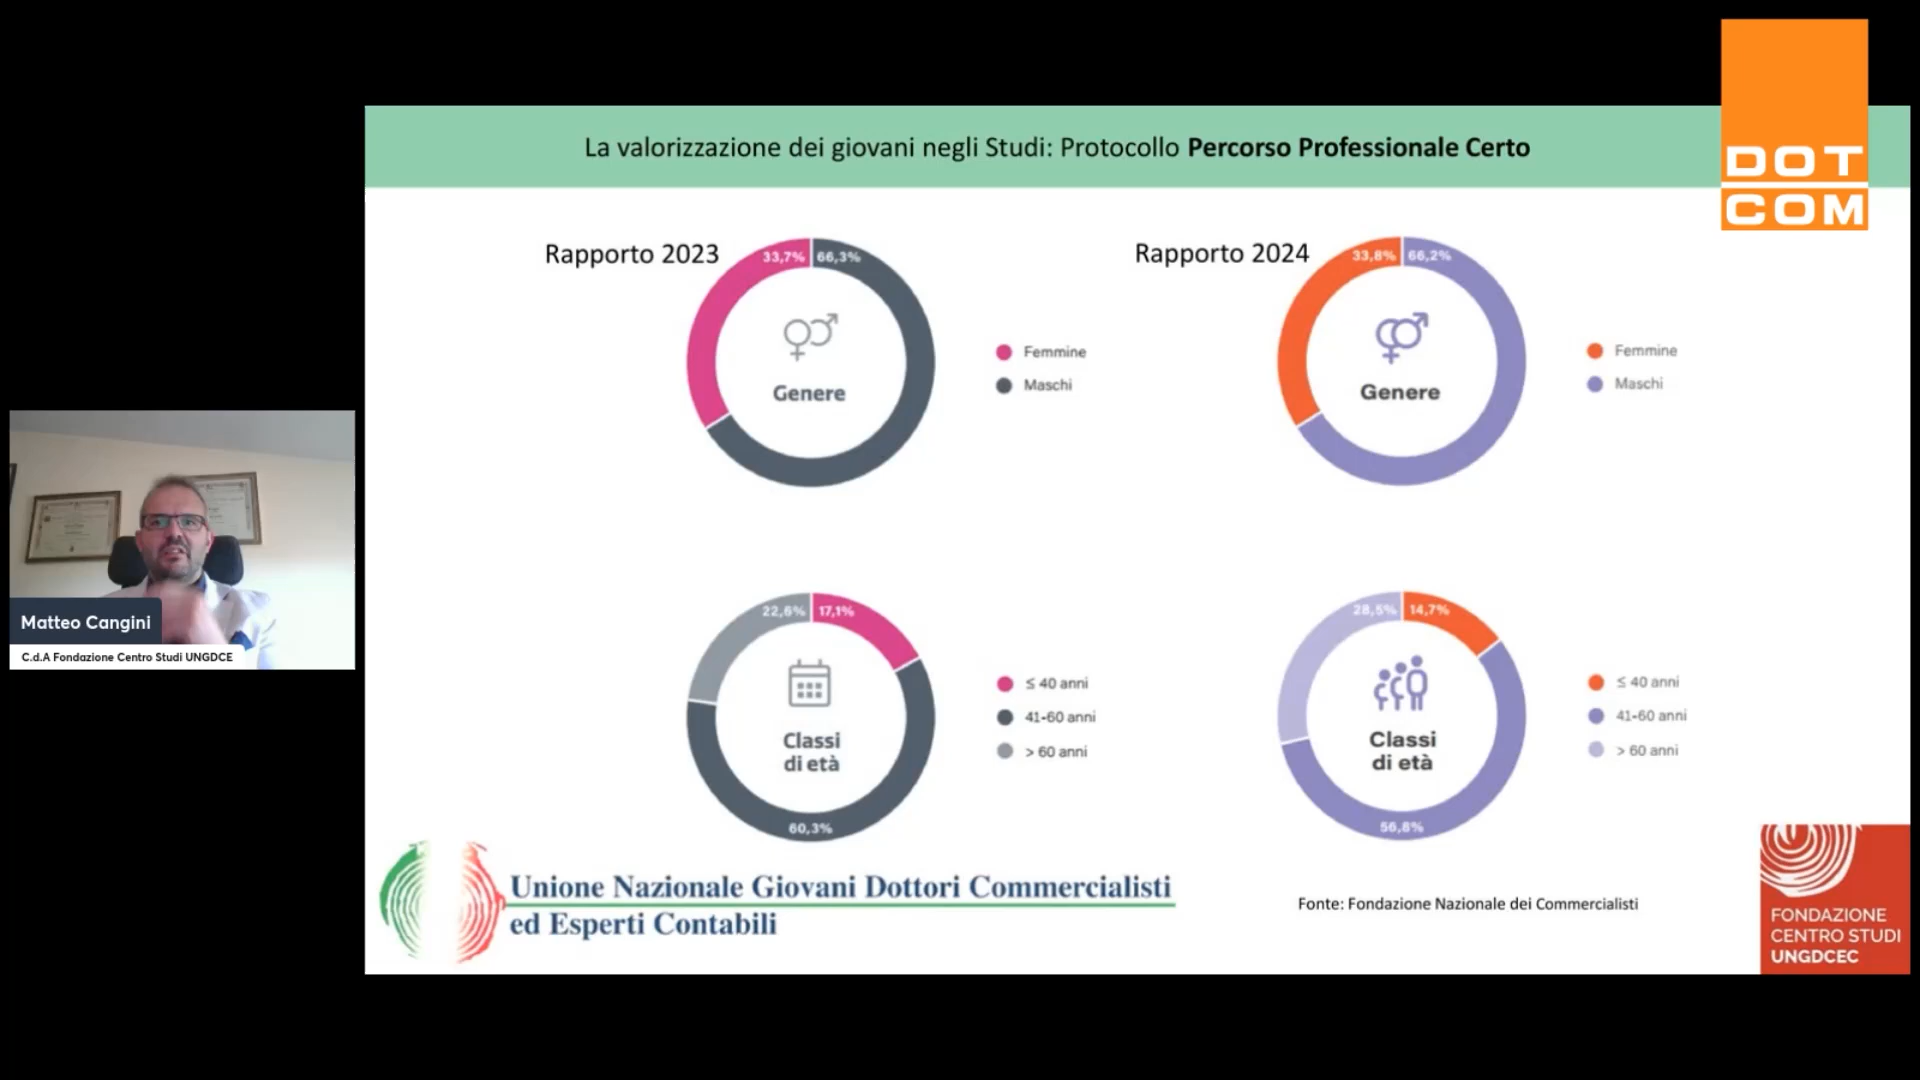 DOT
COM
La valorizzazione dei giovani negli Studi: Protocollo Percorso Professionale Certo
Rapporto 2023
33,7% 66,3%
Genere
Femmine
Maschi
Rapporto 2024
33,8% 66,2%
Genere
Femmine
Maschi
22,6% 17,1%
Classi
di età
60,3%
≤ 40 anni
41-60 anni
> 60 anni
28,5% 14,7%
Classi
di età
56,8%
≤ 40 anni
41-60 anni
> 60 anni
Matteo Cangini
C.d.A Fondazione Centro Studi UNGDCE
Unione Nazionale Giovani Dottori Commercialisti
ed Esperti Contabili
Fonte: Fondazione Nazionale dei Commercialisti
FONDAZIONE
CENTRO STUDI
UNGDCEC